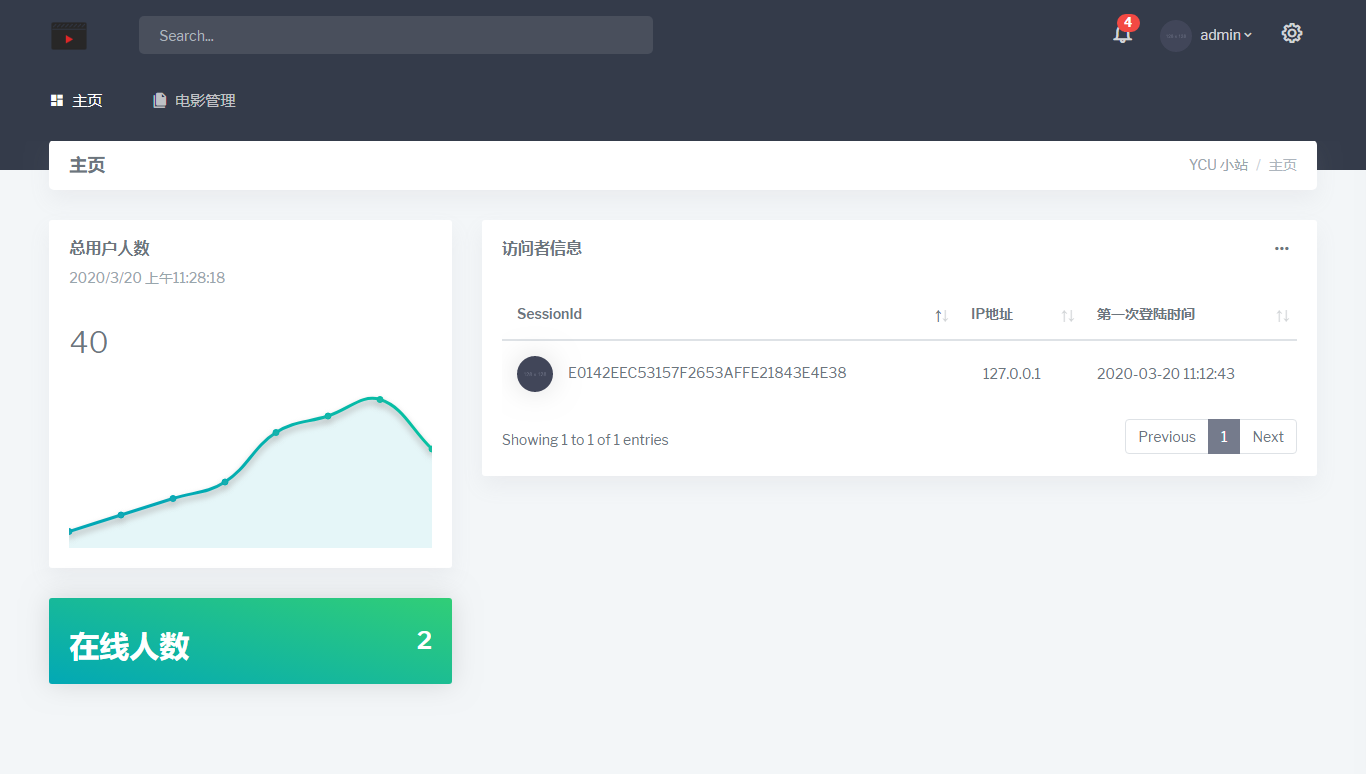 Search...
4
admin
主页
电影管理
主页
YCU 小站 / 主页
总用户人数
2020/3/20 上午11:28:18
40
访问者信息
SessionId
IP地址
第一次登陆时间
E0142EEC53157F2653AFFE21843E4E38
127.0.0.1
2020-03-20 11:12:43
Showing 1 to 1 of 1 entries
Previous 1 Next
在线人数
2